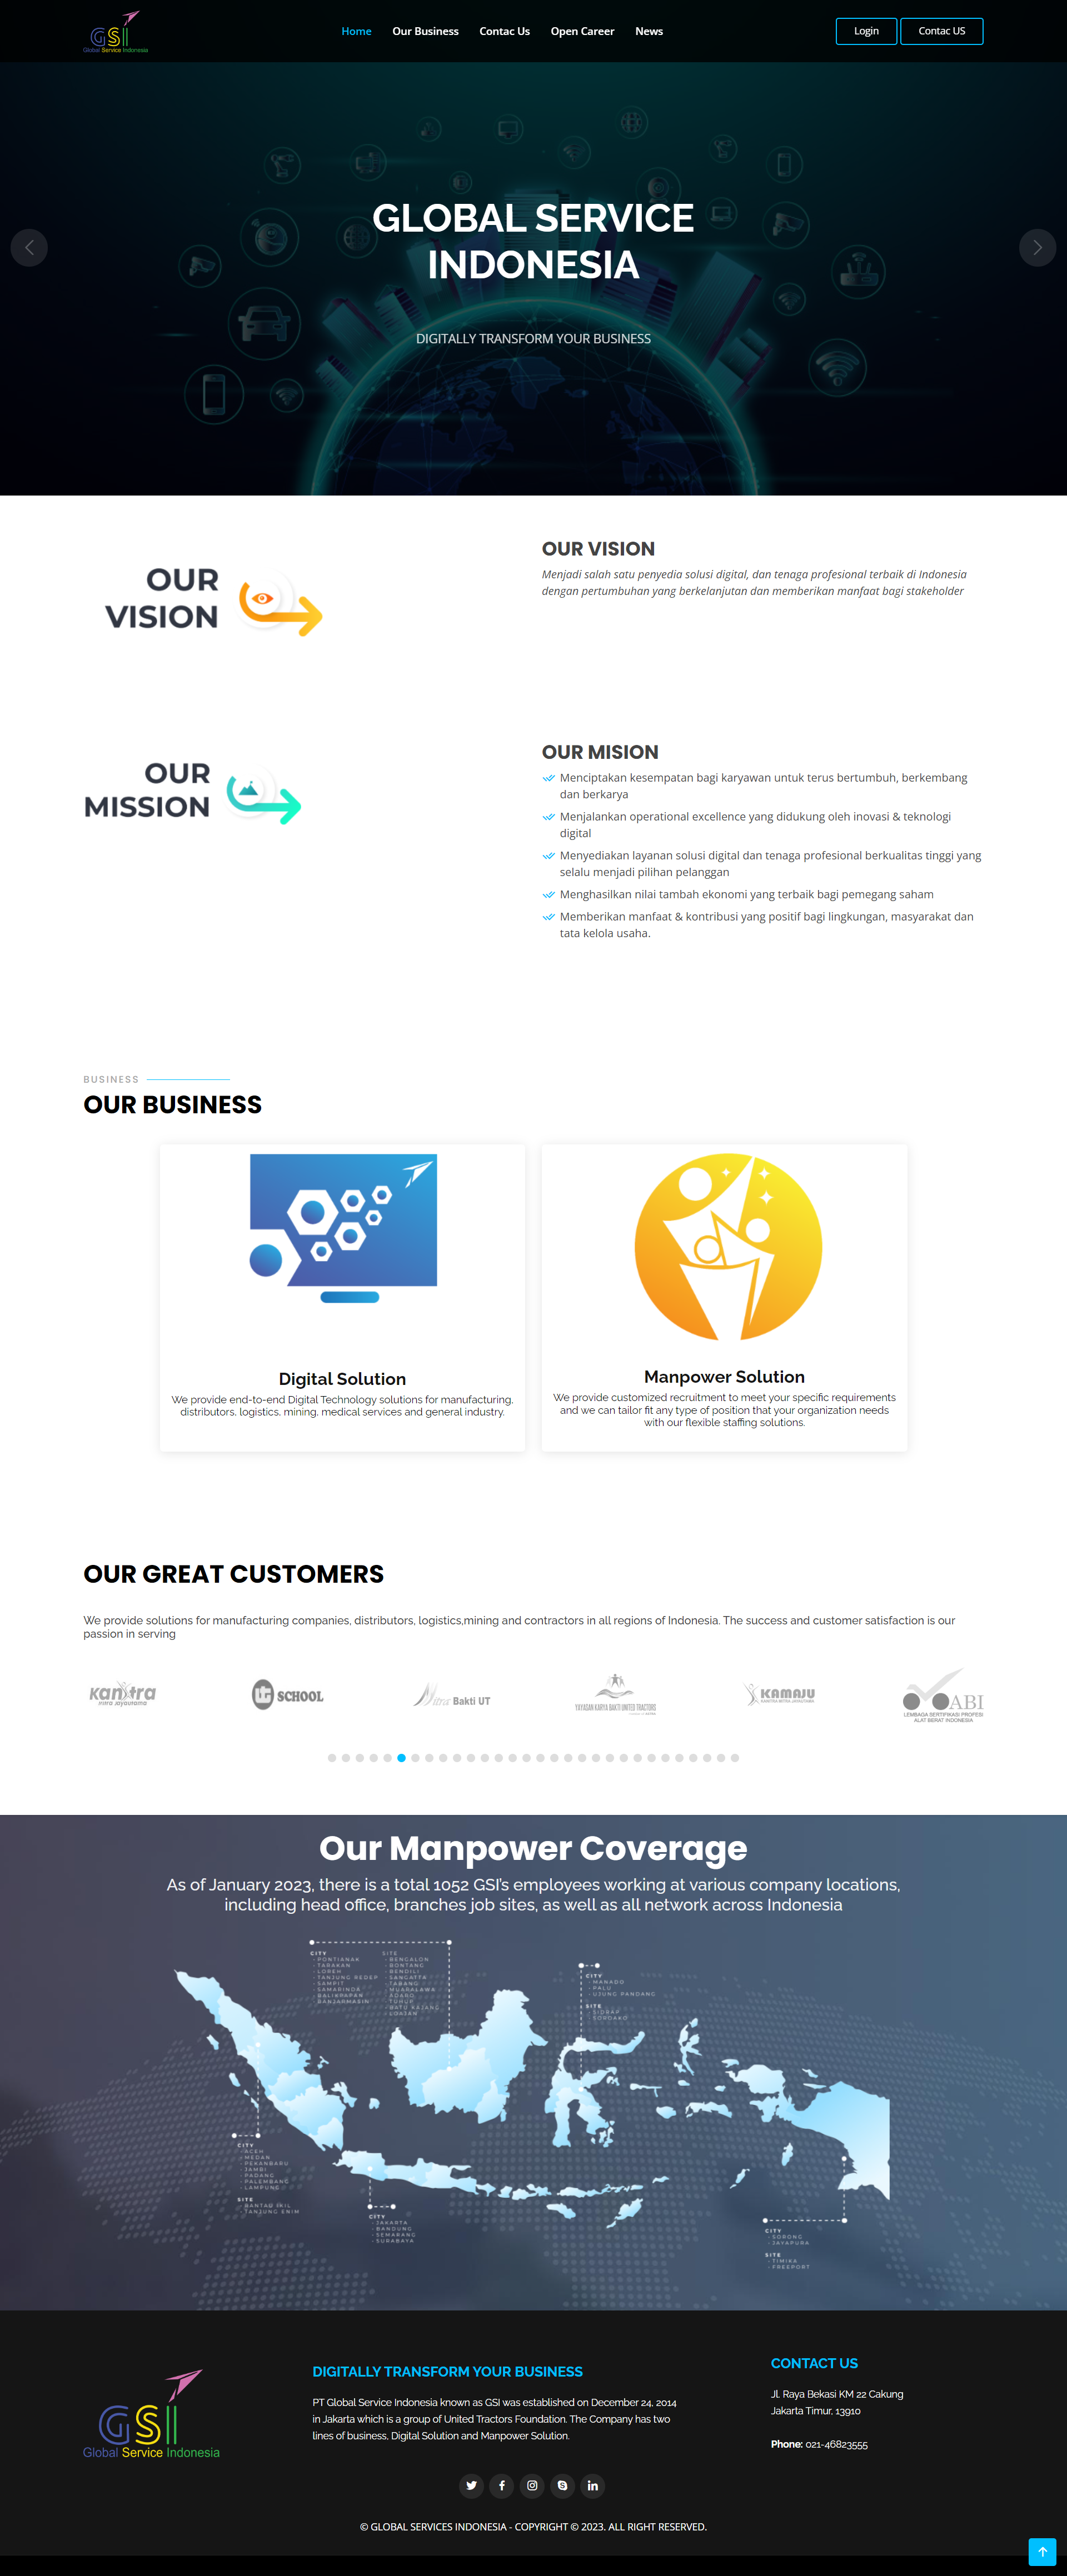 GSI
Global Service Indonesia
Home Our Business Contac Us Open Career News
Login Contac US
GLOBAL SERVICE
INDONESIA
DIGITALLY TRANSFORM YOUR BUSINESS
OUR
VISION
OUR VISION
Menjadi salah satu penyedia solusi digital, dan tenaga profesional terbaik di Indonesia
dengan pertumbuhan yang berkelanjutan dan memberikan manfaat bagi stakeholder
OUR
MISSION
OUR MISION
Menciptakan kesempatan bagi karyawan untuk terus bertumbuh, berkembang
dan berkarya
Menjalankan operational excellence yang didukung oleh inovasi & teknologi
digital
Menyediakan layanan solusi digital dan tenaga profesional berkualitas tinggi yang
selalu menjadi pilihan pelanggan
Menghasilkan nilai tambah ekonomi yang terbaik bagi pemegang saham
Memberikan manfaat & kontribusi yang positif bagi lingkungan, masyarakat dan
tata kelola usaha.
BUSINESS
OUR BUSINESS
Digital Solution
We provide end-to-end Digital Technology solutions for manufacturing,
distributors, logistics, mining, medical services and general industry.
Manpower Solution
We provide customized recruitment to meet your specific requirements
and we can tailor fit any type of position that your organization needs
with our flexible staffing solutions.
OUR GREAT CUSTOMERS
We provide solutions for manufacturing companies, distributors, logistics,mining and contractors in all regions of Indonesia. The success and customer satisfaction is our
passion in serving
kantra
mitra jayautama
UT SCHOOL
Mitra Bakti UT
YAYASAN KARYA BAKTI UNITED TRACTORS
KAMAJU
KANTRA MITRA JAYAUTAMA
ABI
LEMBAGA SERTIFIKASI PROFESI
ALAT BERAT INDONESIA
Our Manpower Coverage
As of January 2023, there is a total 1052 GSI's employees working at various company locations,
including head office, branches job sites, as well as all network across Indonesia
CITY
- PONTIANAK
- TARAKAN
- LOREH
- TANJUNG REDEP
- SAMPIT
- SAMARINDA
- BALIKPAPAN
- BANJARMASIN
SITE
- BENGALON
- BONTANG
- BENDILI
- SANGATTA
- TABANG
- MUARALAWA
- ADARO
- TUHUP
- BATU KAJANG
- LOAJAN
CITY
- MANADO
- PALU
- UJUNG PANDANG
SITE
- SIDRAP
- SOROAKO
CITY
- ACEH
- MEDAN
- PEKANBARU
- JAMBI
- PADANG
- PALEMBANG
- LAMPUNG
SITE
- TANJUNG ENIM
CITY
- JAKARTA
- BANDUNG
- SEMARANG
- SURABAYA
CITY
- SORONG
- JAYAPURA
SITE
- TIMIKA
- FREEPORT
GSI
Global Service Indonesia
DIGITALLY TRANSFORM YOUR BUSINESS
PT Global Service Indonesia known as GSI was established on December 24, 2014
in Jakarta which is a group of United Tractors Foundation. The Company has two
lines of business, Digital Solution and Manpower Solution.
CONTACT US
Jl. Raya Bekasi KM 22 Cakung
Jakarta Timur, 13910
Phone: 021-46823555
© GLOBAL SERVICES INDONESIA - COPYRIGHT © 2023. ALL RIGHT RESERVED.